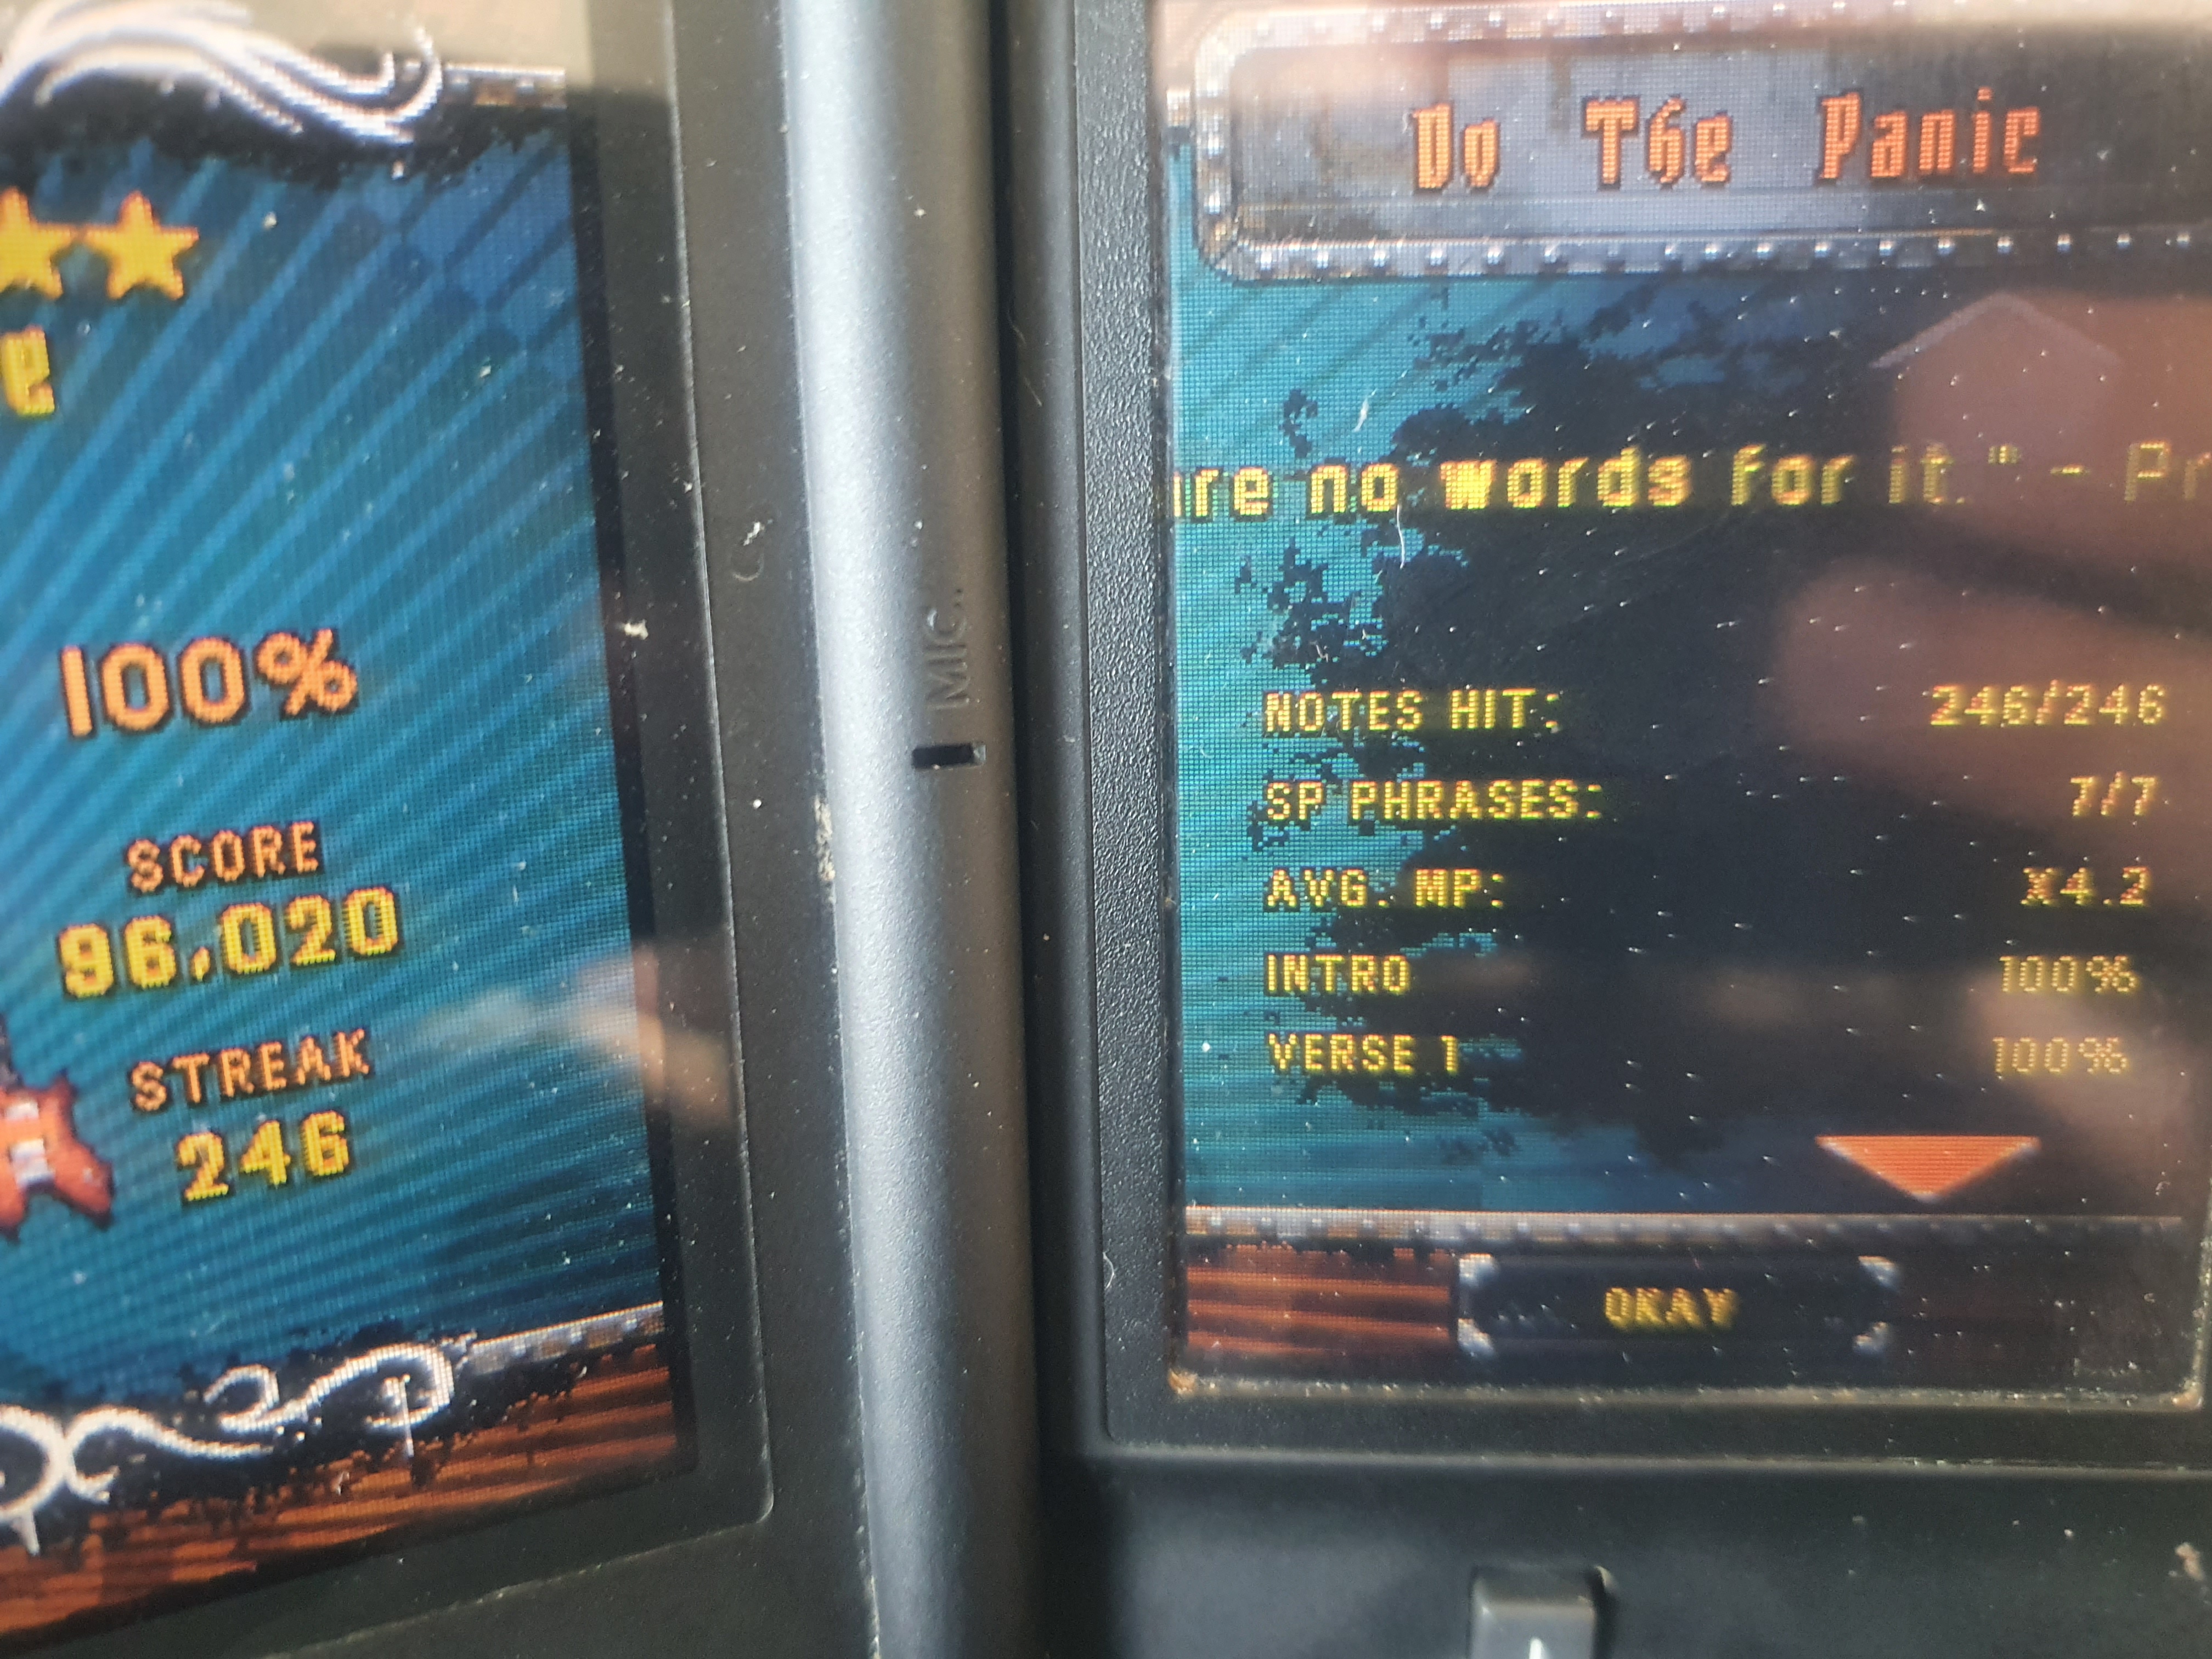 e
100%
SCORE
96,020
STREAK
246
MIC.
Do The Panic
are no words for it." - Pr
NOTES HIT: 246/246
SP PHRASES: 7/7
AVG. MP: X4.2
INTRO 100%
VERSE 1 100%
OKAY